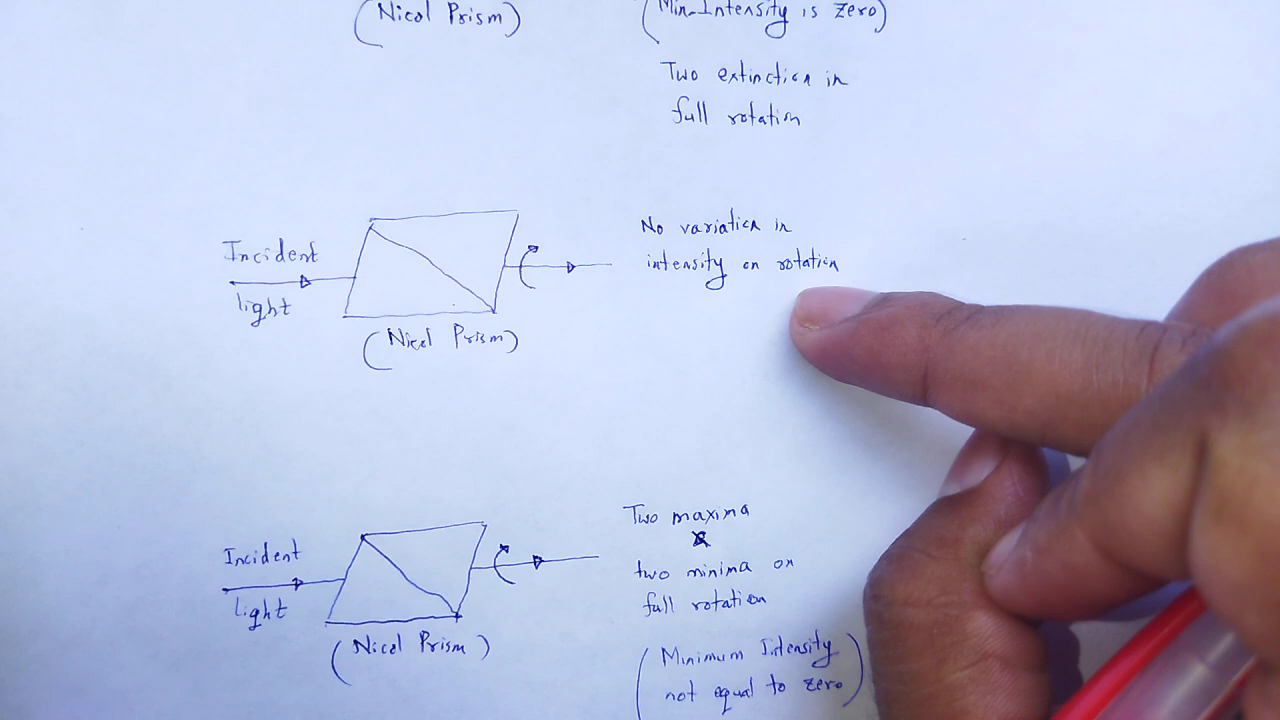 (Nicol Prism)
(Min-Intensity is zero)
Two extinction in
full rotation
Incident
light
(Nicol Prism)
No variation in
intensity on rotation
Incident
light
(Nicol Prism)
Two maxima
&
two minima on
full rotation
(Minimum Intensity
not equal to zero)